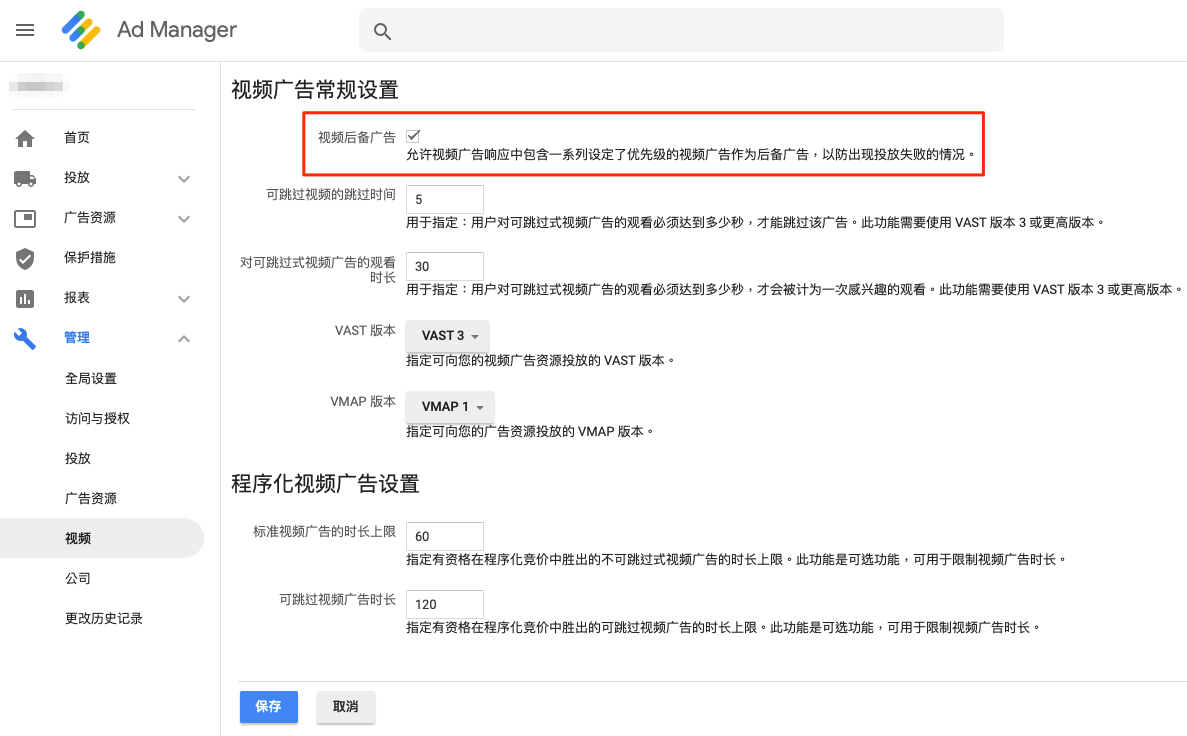 Ad Manager
首页
投放
广告资源
保护措施
报表
管理
全局设置
访问与授权
投放
广告资源
视频
公司
更改历史记录
视频广告常规设置
视频后备广告
允许视频广告响应中包含一系列设定了优先级的视频广告作为后备广告，以防出现投放失败的情况。
可跳过视频的跳过时间
5
用于指定：用户对可跳过式视频广告的观看必须达到多少秒，才能跳过该广告。此功能需要使用 VAST 版本 3 或更高版本。
对可跳过式视频广告的观看
时长
30
用于指定：用户对可跳过式视频广告的观看必须达到多少秒，才会被计为一次感兴趣的观看。此功能需要使用 VAST 版本 3 或更高版本。
VAST 版本
VAST 3
指定可向您的视频广告资源投放的 VAST 版本。
VMAP 版本
VMAP 1
指定可向您的广告资源投放的 VMAP 版本。
程序化视频广告设置
标准视频广告的时长上限
60
指定有资格在程序化竞价中胜出的不可跳过式视频广告的时长上限。此功能是可选功能，可用于限制视频广告时长。
可跳过视频广告时长
120
指定有资格在程序化竞价中胜出的可跳过视频广告的时长上限。此功能是可选功能，可用于限制视频广告时长。
保存
取消